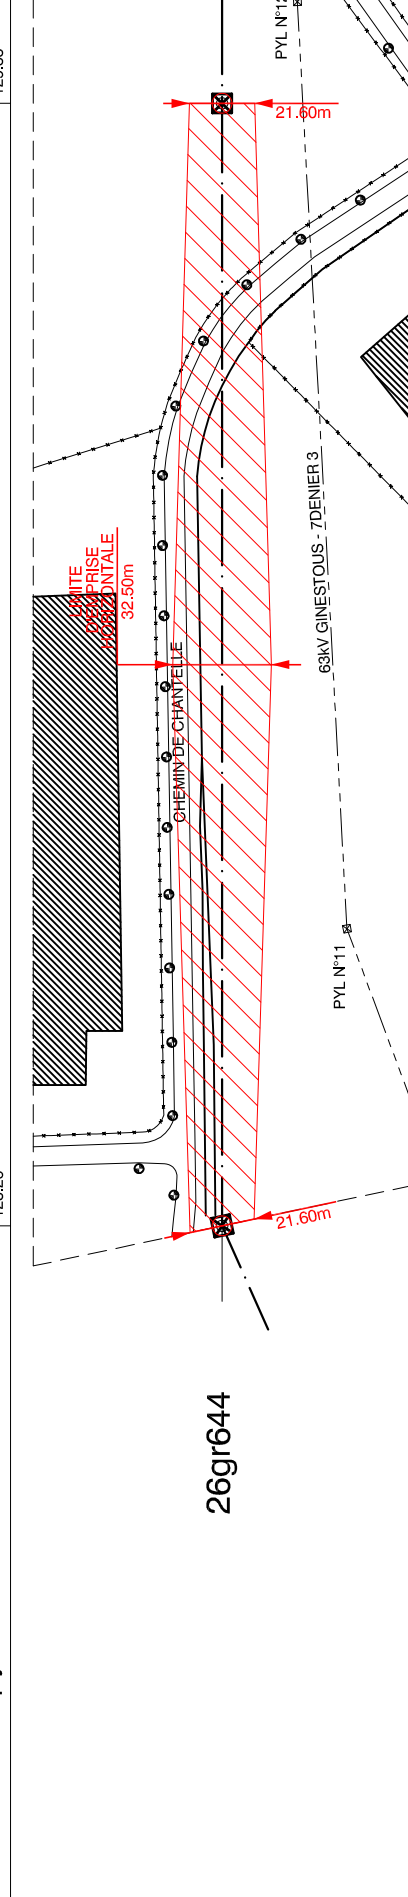 PYL N°12
21.60m
LIMITE
D'EMPRISE
HORIZONTALE
32.50m
63kV GINESTOUS - 7DENIER 3
CHEMIN DE CHANTELLE
PYL N°11
21.60m
26gr644